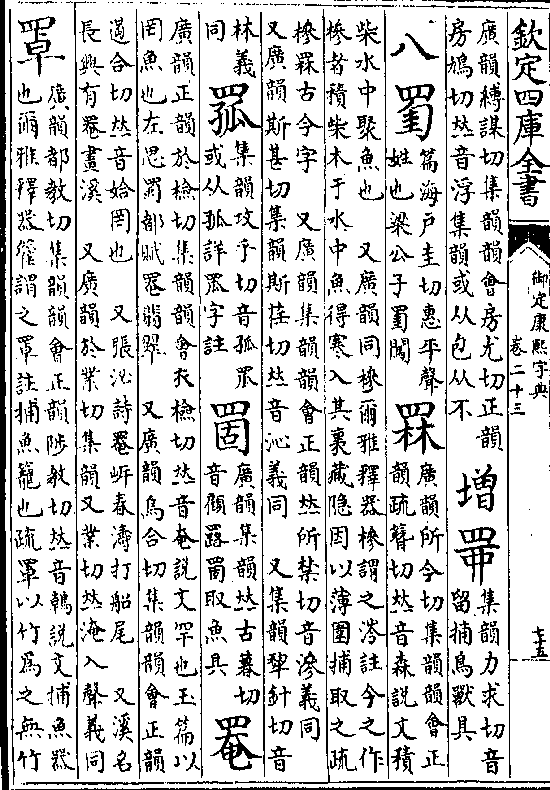 欽定四庫全書
御定康熙字典
卷二十三
七五
廣韻縛謀切集韻韻會房尤切正韻
房鳩切𠀤音浮集韻或从包从不
增
集韻力求切音
留捕鳥獸具
八
篇海戶圭切惠平聲
姓也梁公子罣闖
罧
廣韻所今切集韻韻會正
韻疏簪切𠀤音森說文積
柴水中聚魚也 又廣韻同槮爾雅釋器槮謂之涔註今之作
槮者積柴木于水中魚得寒入其裏藏隱因以薄圍捕取之疏
槮罧古今字 又廣韻集韻韻會正韻𠀤所禁切音滲義同
又廣韻斯甚切集韻斯荏切𠀤音沁義同 又集韻犂針切音
林義
同
罛
集韻攻乎切音孤罛
或从孤詳罛字註
罟
廣韻集韻𠀤古暮切
音顧罟罬取魚具
罨
廣韻正韻於檢切集韻韻會衣檢切𠀤音奄說文罕也玉篇以
罔魚也左思蜀都賦罨翡翠 又廣韻烏合切集韻韻會正韻
遏合切𠀤音姶罔也 又張泌詩罨岸春濤打船尾 又溪名
長興有罨畫溪 又廣韻於業切集韻又業切𠀤淹入聲義同
罩
廣韻都教切集韻韻會正韻陟教切𠀤音鵫說文捕魚器
也爾雅釋器篧謂之罩註捕魚籠也疏罩以竹爲之無竹